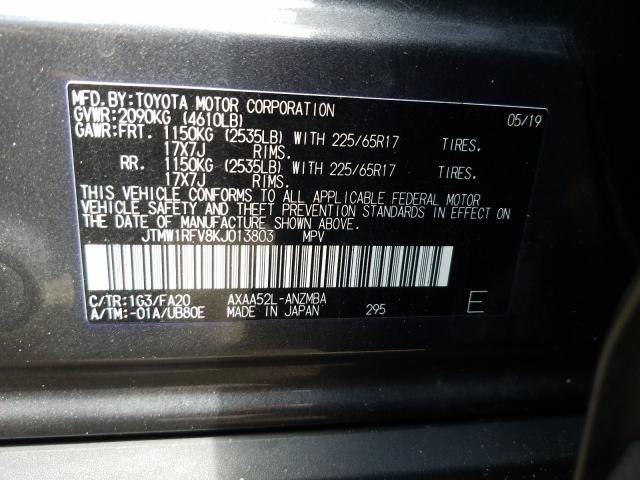 MFD.BY:TOYOTA MOTOR CORPORATION 05/19
GVWR:2090KG (4610LB)
GAWR:FRT. 1150KG (2535LB) WITH 225/65R17 TIRES.
17X7J RIMS.
RR. 1150KG (2535LB) WITH 225/65R17 TIRES.
17X7J RIMS.
THIS VEHICLE CONFORMS TO ALL APPLICABLE FEDERAL MOTOR
VEHICLE SAFETY AND THEFT PREVENTION STANDARDS IN EFFECT ON
THE DATE OF MANUFACTURE SHOWN ABOVE.
JTMW1RFV8KJ013803 MPV
C/TR:1G3/FA20 AXAA52L-ANZMBA
A/TM:-01A/UB80E MADE IN JAPAN 295 E